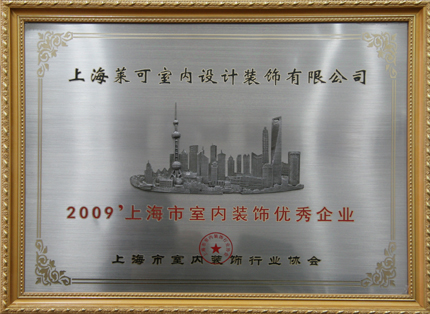 上海莱可室内设计装饰有限公司
2009'上海市室内装饰优秀企业
上海市室内装饰行业协会